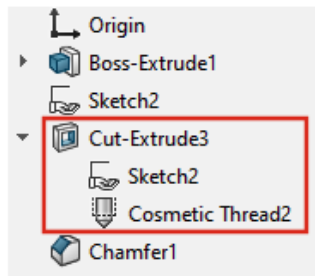 Origin
Boss-Extrude1
Sketch2
Cut-Extrude3
Sketch2
Cosmetic Thread2
Chamfer1